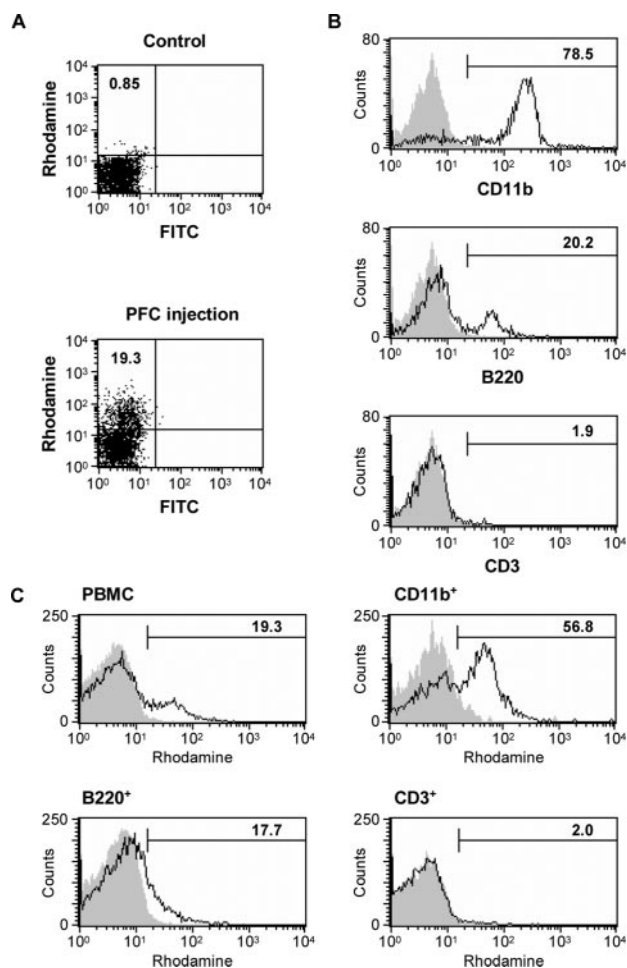 A
Control
0.85
Rhodamine
10⁴
10³
10²
10¹
10⁰
10⁰ 10¹ 10² 10³ 10⁴
FITC
PFC injection
19.3
Rhodamine
10⁴
10³
10²
10¹
10⁰
10⁰ 10¹ 10² 10³ 10⁴
FITC
B
80
78.5
Counts
0
10⁰ 10¹ 10² 10³ 10⁴
CD11b
80
20.2
Counts
0
10⁰ 10¹ 10² 10³ 10⁴
B220
80
1.9
Counts
0
10⁰ 10¹ 10² 10³ 10⁴
CD3
C
PBMC
250
19.3
Counts
0
10⁰ 10¹ 10² 10³ 10⁴
Rhodamine
CD11b⁺
250
56.8
Counts
0
10⁰ 10¹ 10² 10³ 10⁴
Rhodamine
B220⁺
250
17.7
Counts
0
10⁰ 10¹ 10² 10³ 10⁴
Rhodamine
CD3⁺
250
2.0
Counts
0
10⁰ 10¹ 10² 10³ 10⁴
Rhodamine